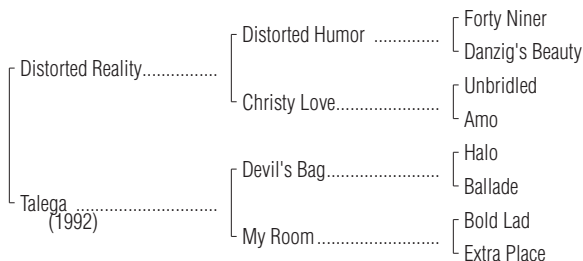 Forty Niner
Distorted Humor ..............
Danzig's Beauty
Distorted Reality................
Unbridled
Christy Love......................
Amo
Halo
Devil's Bag........................
Ballade
Talega ..............................
(1992)
Bold Lad
My Room ..........................
Extra Place